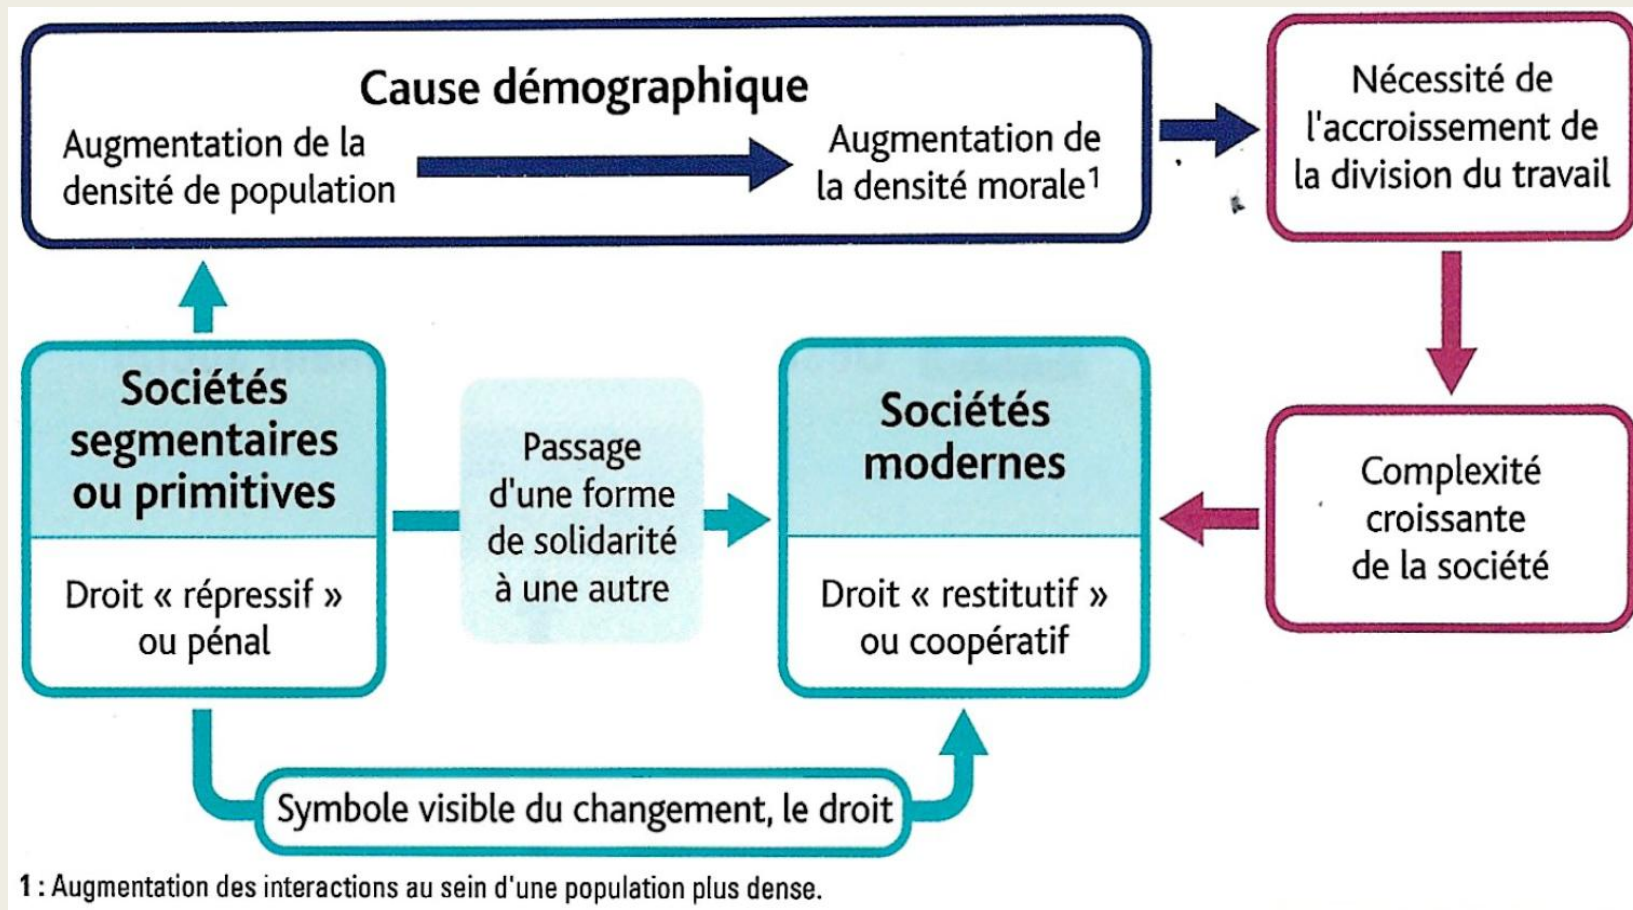 Cause démographique
Augmentation de la
densité de population
Augmentation de
la densité morale1
Nécessité de
l'accroissement de
la division du travail
Sociétés
segmentaires
ou primitives
Droit « répressif »
ou pénal
Passage
d'une forme
de solidarité
à une autre
Sociétés
modernes
Droit « restitutif »
ou coopératif
Complexité
croissante
de la société
Symbole visible du changement, le droit
1 : Augmentation des interactions au sein d'une population plus dense.